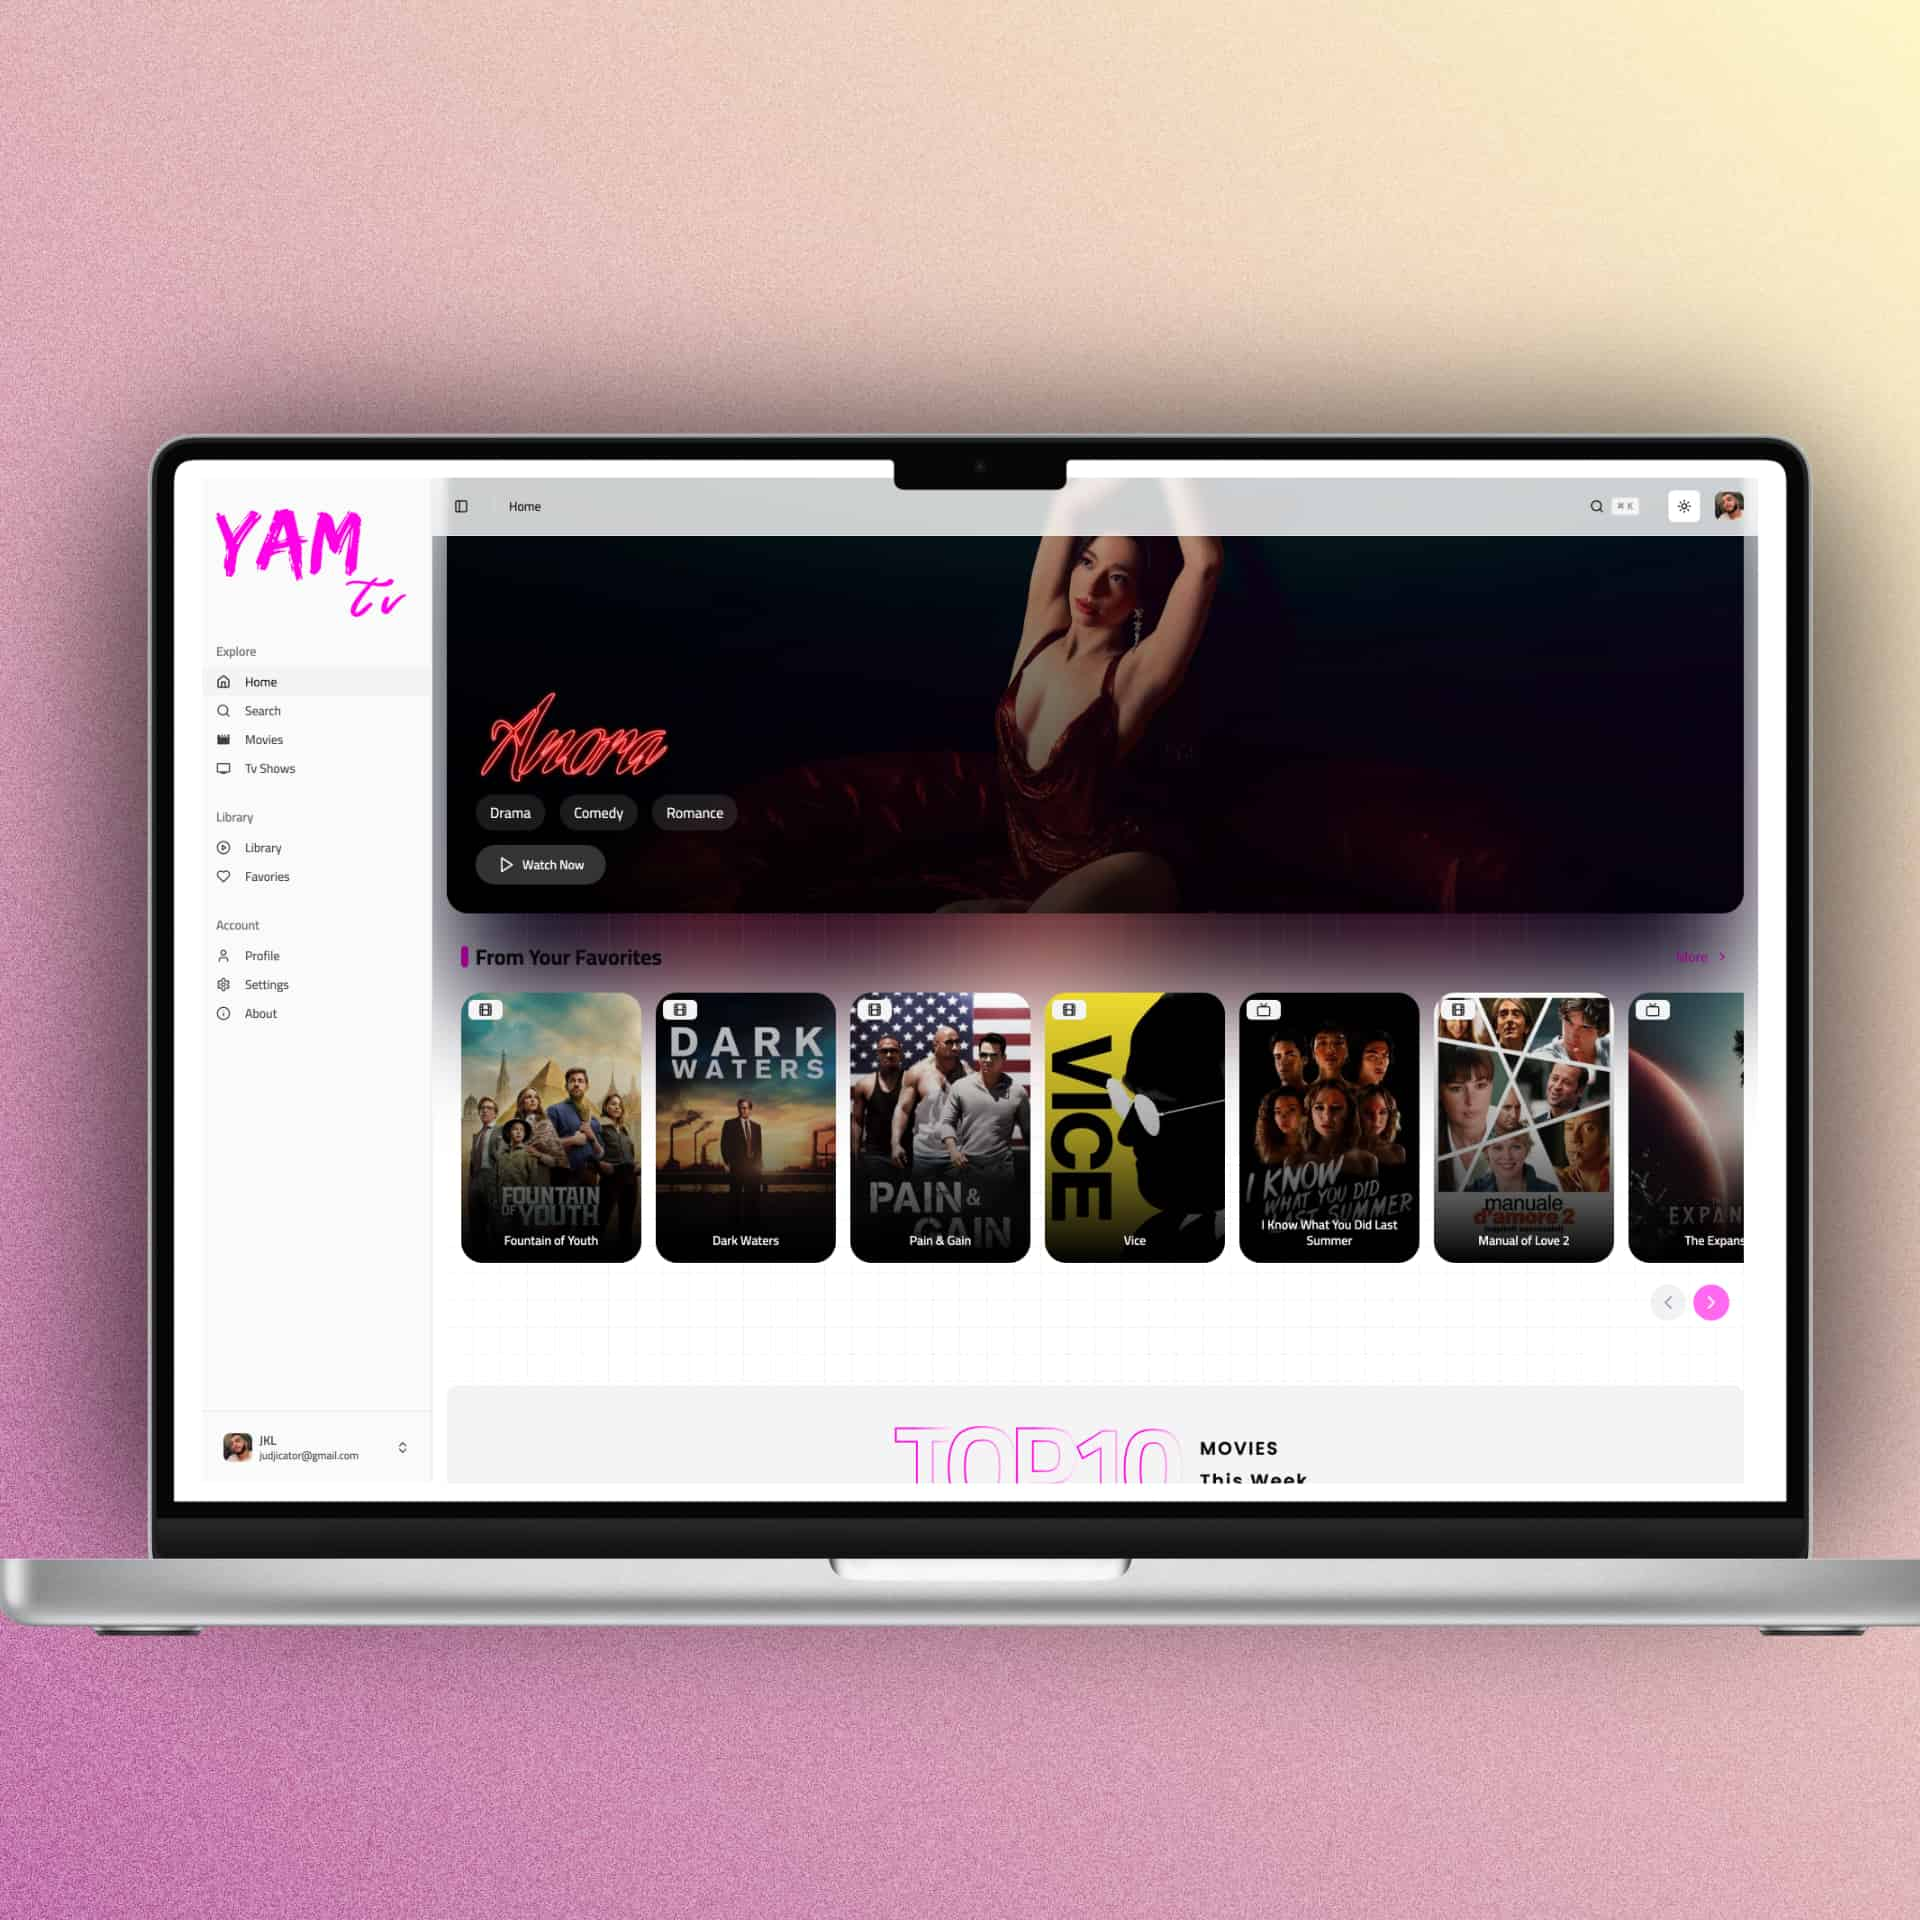 YAM
tv
Home
⌘ K
Explore
Home
Search
Movies
Tv Shows
Library
Library
Favories
Account
Profile
Settings
About
JKL
judjicator@gmail.com
Anora
Drama
Comedy
Romance
Watch Now
From Your Favorites
More
FOUNTAIN
OF YOUTH
Fountain of Youth
DARK
WATERS
Dark Waters
PAIN &
GAIN
Pain & Gain
VICE
Vice
I KNOW
WHAT YOU DID
LAST SUMMER
I Know What You Did Last
Summer
manuale
d'amore 2
Manual of Love 2
EXPAN
The Expans
TOP10
MOVIES
This Week